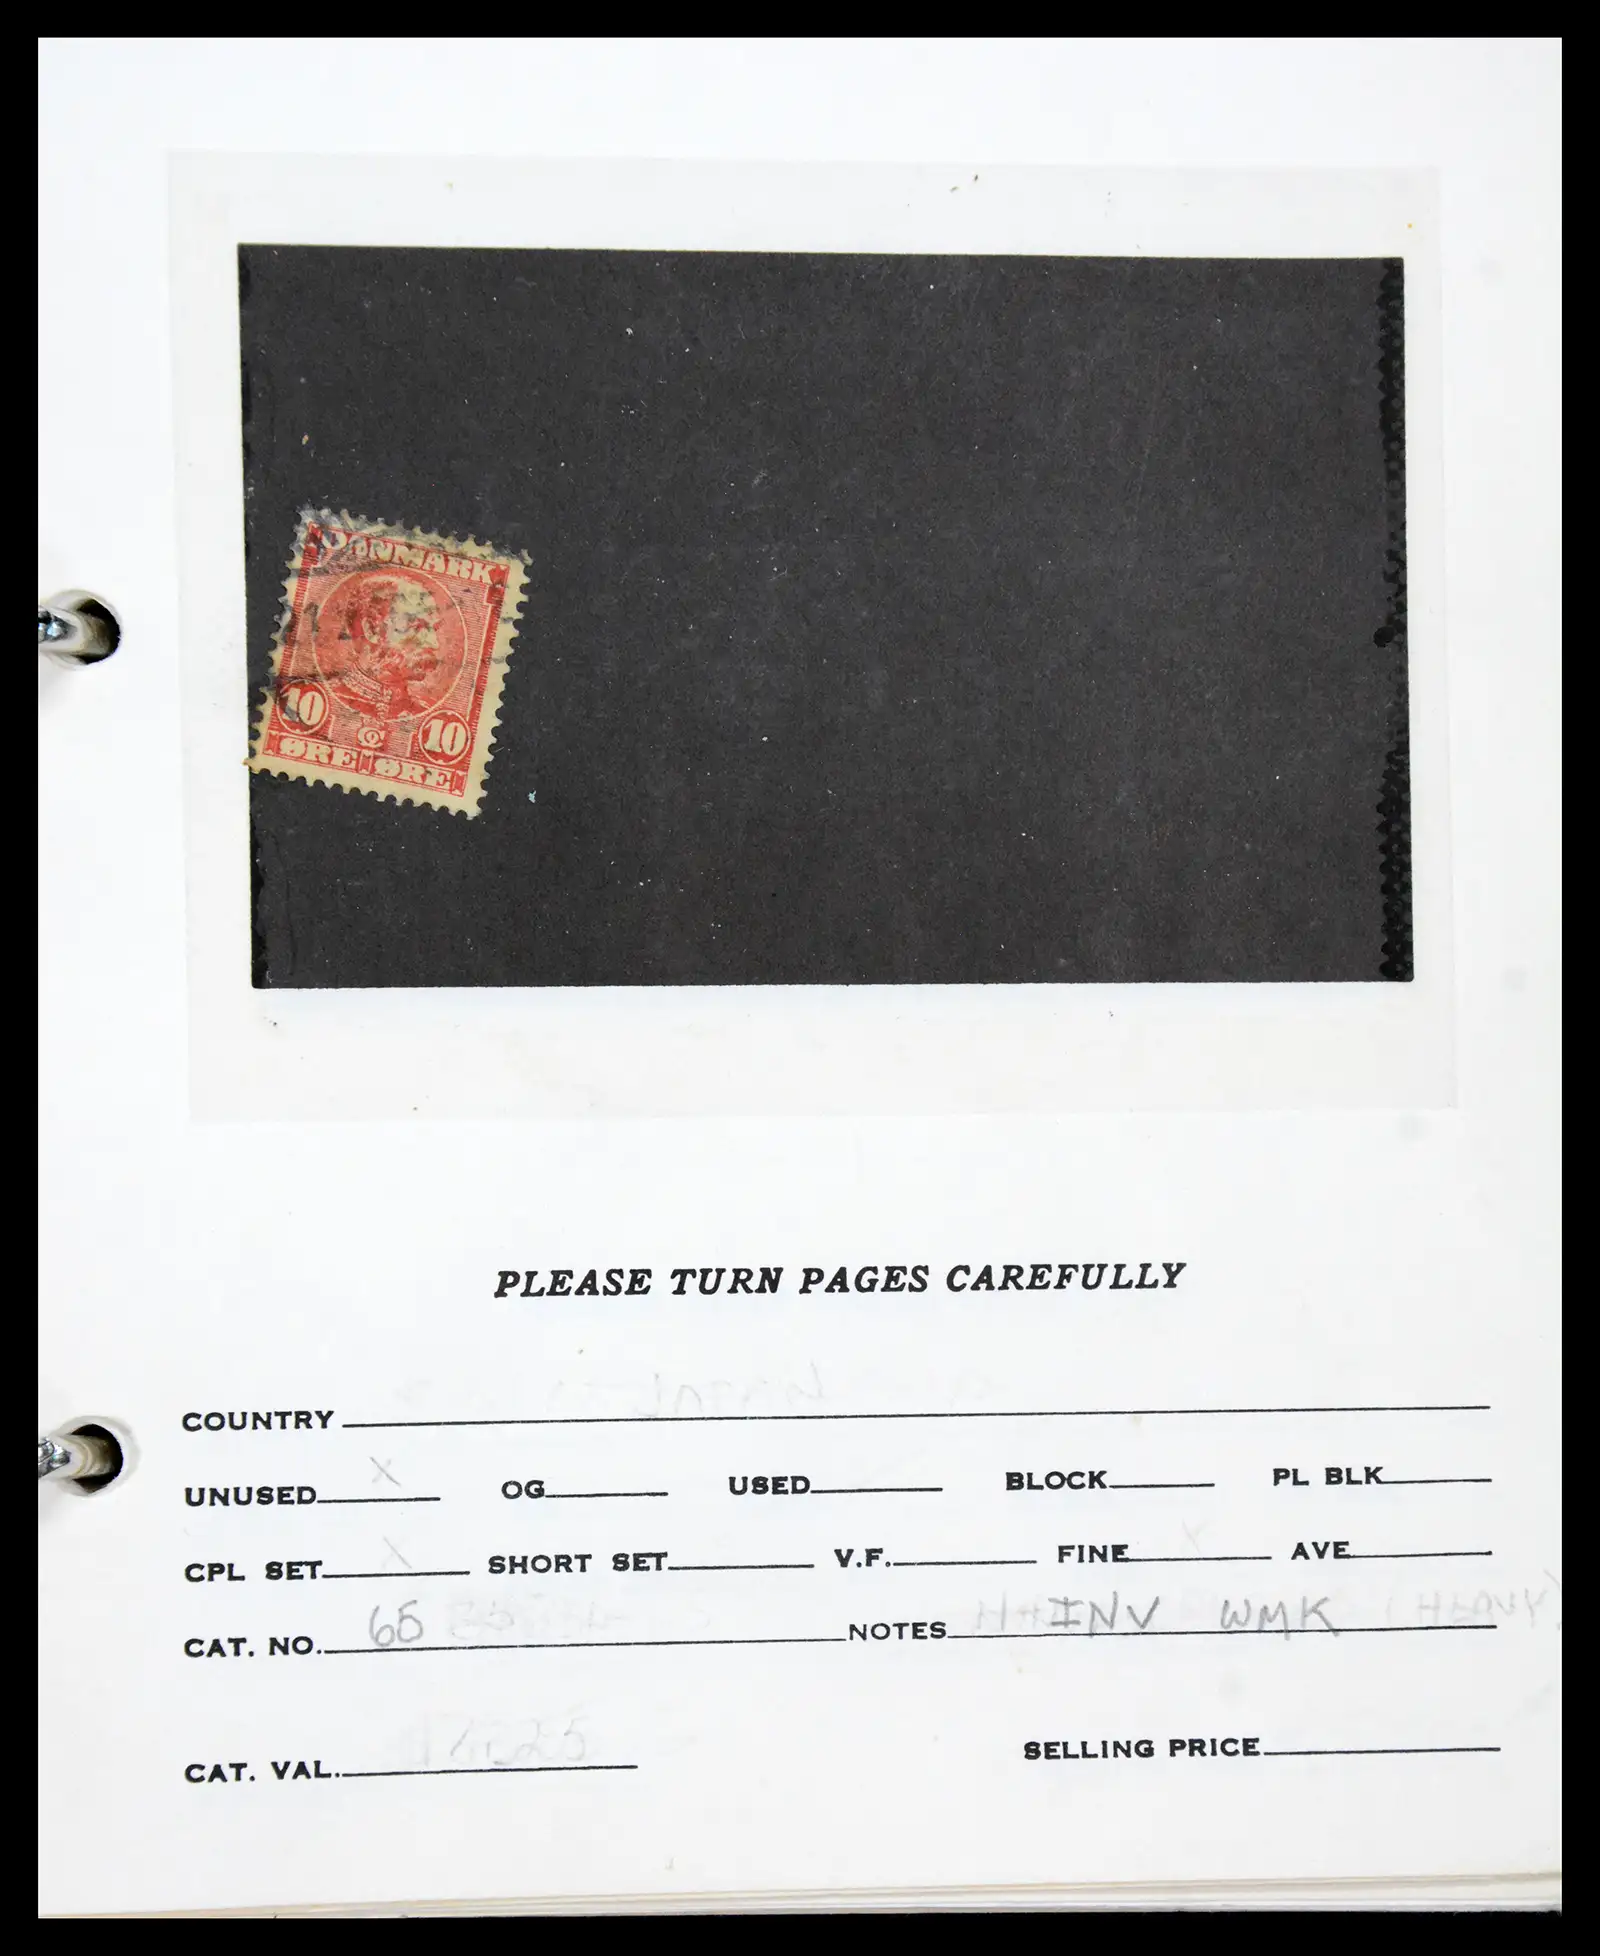 DANMARK
10 10
ØRE ØRE
PLEASE TURN PAGES CAREFULLY
COUNTRY
UNUSED X OG USED BLOCK PL BLK
CPL SET X SHORT SET V.F. FINE X AVE
CAT. NO. 65 NOTES INV WMK
CAT. VAL. SELLING PRICE